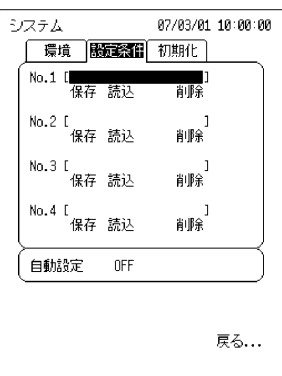 システム 07/03/01 10:00:00
環境 設定条件 初期化
No.1 [ ]
保存 読込 削除
No.2 [ ]
保存 読込 削除
No.3 [ ]
保存 読込 削除
No.4 [ ]
保存 読込 削除
自動設定 OFF
戻る...